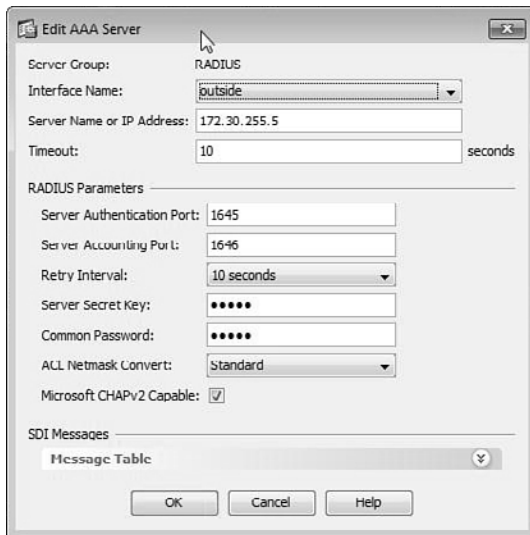 Edit AAA Server
Server Group: RADIUS
Interface Name: outside
Server Name or IP Address: 172.30.255.5
Timeout: 10 seconds
RADIUS Parameters
Server Authentication Port: 1645
Server Accounting Port: 1646
Retry Interval: 10 seconds
Server Secret Key: •••••
Common Password: •••••
ACL Netmask Convert: Standard
Microsoft CHAPv2 Capable:
SDI Messages
Message Table
OK Cancel Help